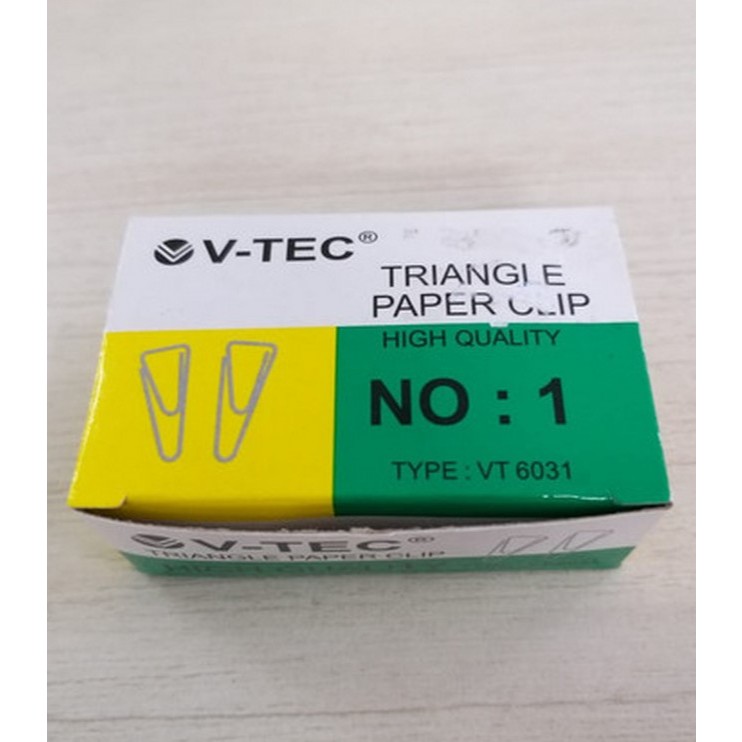 V-TEC®
TRIANGLE
PAPER CLIP
HIGH QUALITY
NO : 1
TYPE : VT 6031
V-TEC®
TRIANGLE PAPER CLIP